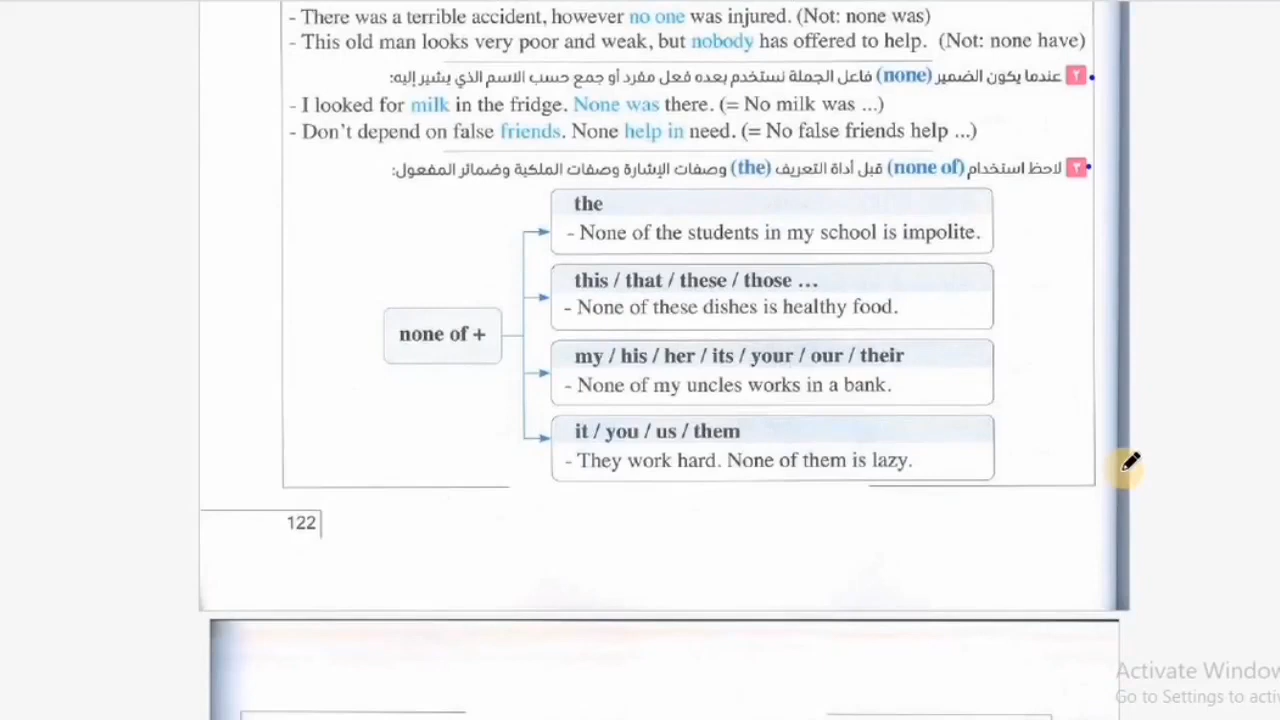 - There was a terrible accident, however no one was injured. (Not: none was)
- This old man looks very poor and weak, but nobody has offered to help. (Not: none have)
٢ عندما يكون الضمير (none) فاعل الجملة نستخدم بعده فعل مفرد أو جمع حسب الاسم الذي يشير إليه:
- I looked for milk in the fridge. None was there. (= No milk was ...)
- Don't depend on false friends. None help in need. (= No false friends help ...)
٣ لاحظ استخدام (none of) قبل أداة التعريف (the) وصفات الإشارة وصفات الملكية وضمائر المفعول:
none of +
the
- None of the students in my school is impolite.
this / that / these / those ...
- None of these dishes is healthy food.
my / his / her / its / your / our / their
- None of my uncles works in a bank.
it / you / us / them
- They work hard. None of them is lazy.
122
Activate Window
Go to Settings to activ